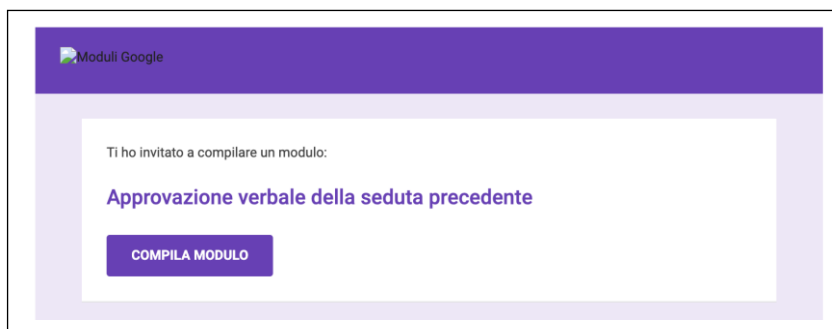 Moduli Google
Ti ho invitato a compilare un modulo:
Approvazione verbale della seduta precedente
COMPILA MODULO